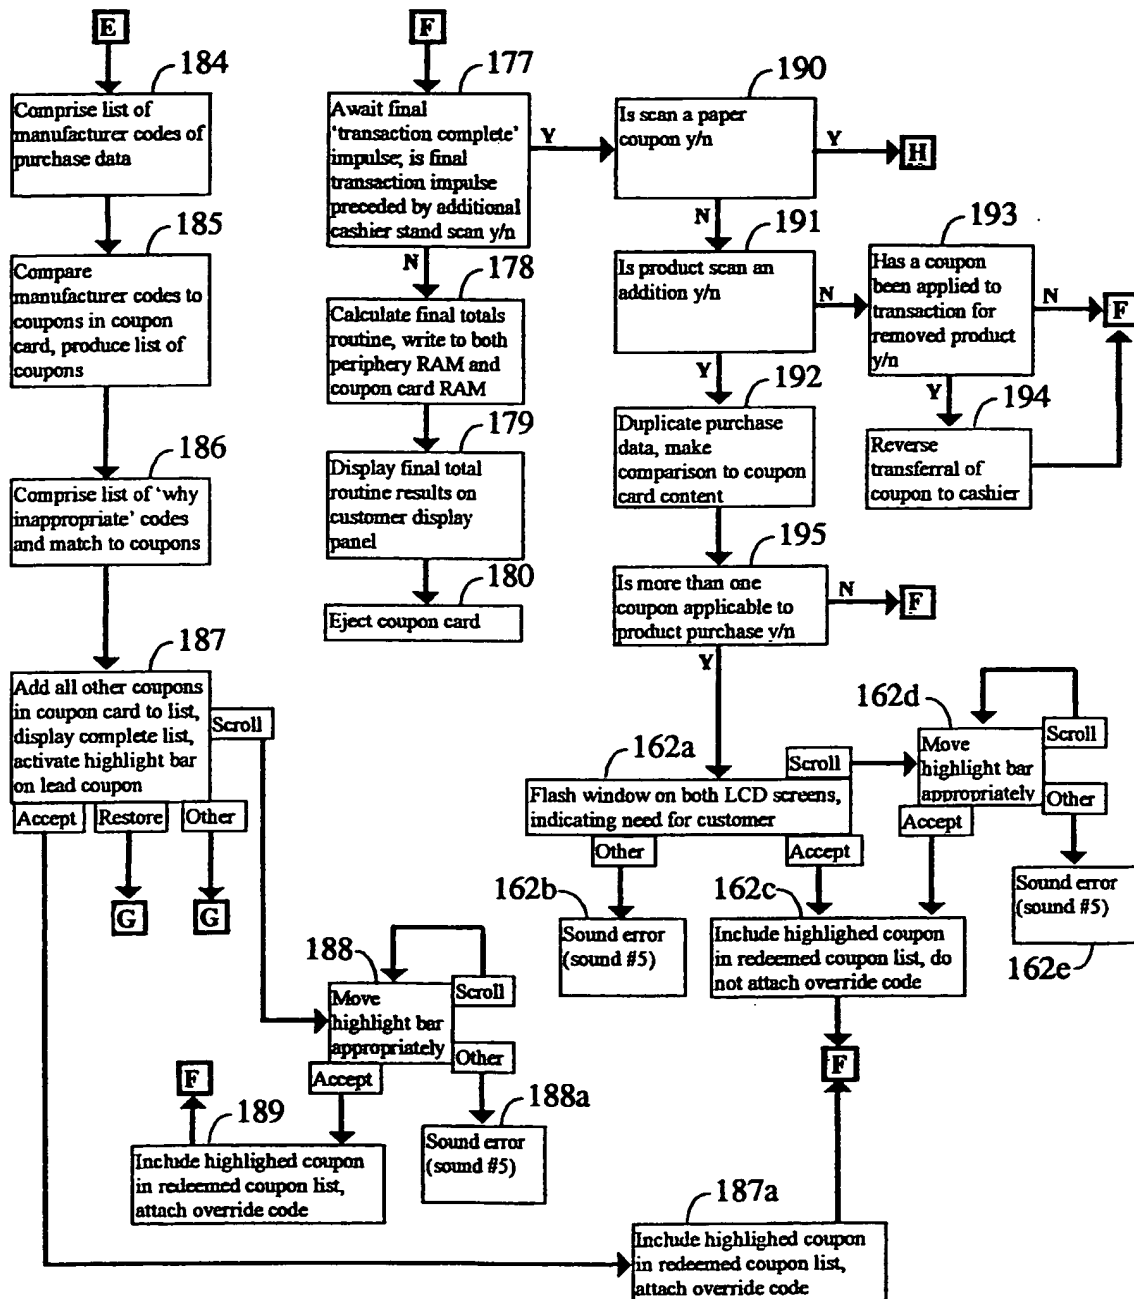 E
184
Comprise list of
manufacturer codes of
purchase data
185
Compare
manufacturer codes to
coupons in coupon
card, produce list of
coupons
186
Comprise list of 'why
inappropriate' codes
and match to coupons
187
Add all other coupons
in coupon card to list,
display complete list,
activate highlight bar
on lead coupon
Scroll
Accept
Restore
Other
G
G
188
Move
highlight bar
appropriately
Scroll
Other
Accept
188a
Sound error
(sound #5)
F
189
Include highlighed coupon
in redeemed coupon list,
attach override code
F
177
Await final
'transaction complete'
impulse; is final
transaction impulse
preceded by additional
cashier stand scan y/n
Y
N
178
Calculate final totals
routine, write to both
periphery RAM and
coupon card RAM
179
Display final total
routine results on
customer display
panel
180
Eject coupon card
190
Is scan a paper
coupon y/n
Y
H
N
191
Is product scan an
addition y/n
N
Y
193
Has a coupon
been applied to
transaction for
removed product
y/n
N
F
Y
194
Reverse
transferral of
coupon to cashier
192
Duplicate purchase
data, make
comparison to coupon
card content
195
Is more than one
coupon applicable to
product purchase y/n
N
F
Y
162a
Flash window on both LCD screens,
indicating need for customer
Scroll
Other
Accept
162b
Sound error
(sound #5)
162c
Include highlighed coupon
in redeemed coupon list, do
not attach override code
162d
Move
highlight bar
appropriately
Scroll
Other
Accept
Sound error
(sound #5)
162e
F
187a
Include highlighed coupon
in redeemed coupon list,
attach override code